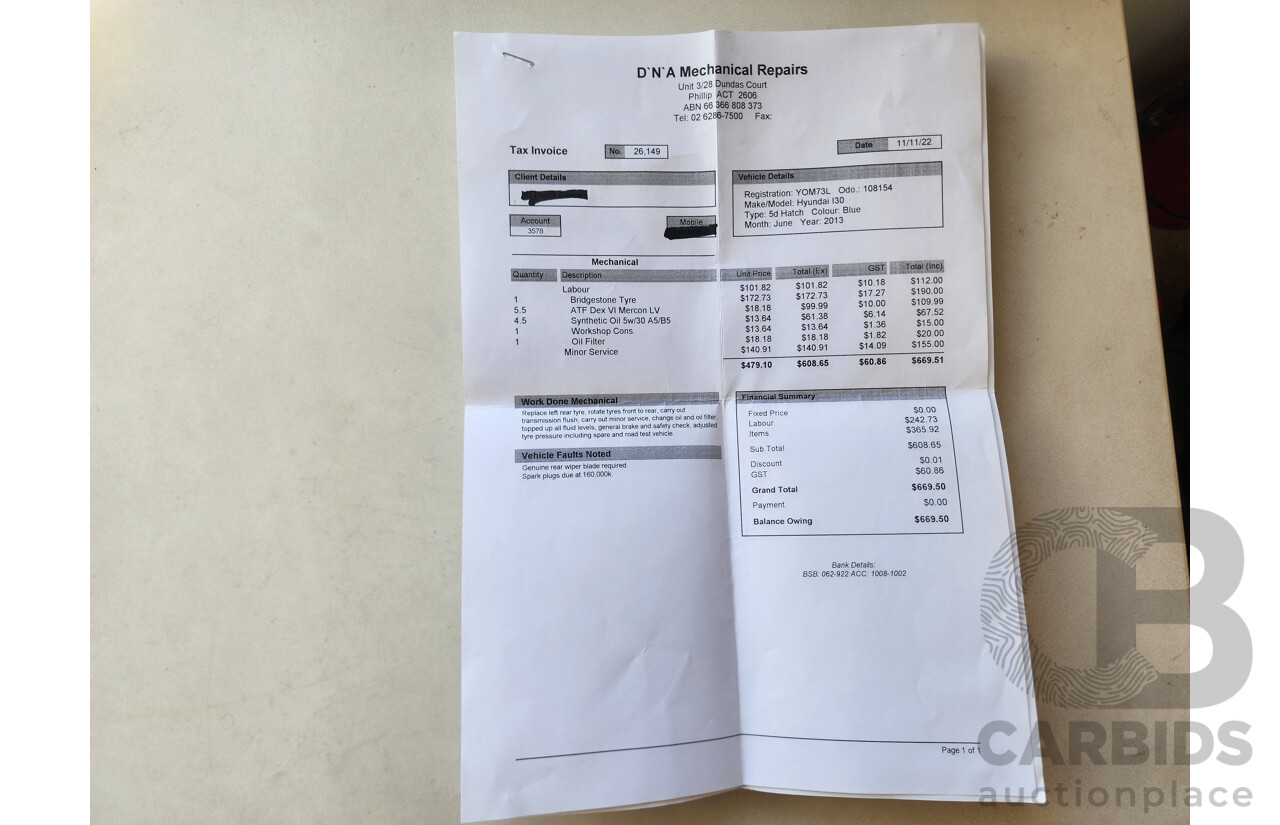 D`N`A Mechanical Repairs
Unit 3/28 Dundas Court
Phillip ACT 2606
ABN 66 366 808 373
Tel: 02 6286-7500 Fax:
Tax Invoice No. 26,149 Date 11/11/22
Client Details
Vehicle Details
Registration: YOM73L Odo.: 108154
Make/Model: Hyundai I30
Type: 5d Hatch Colour: Blue
Month: June Year: 2013
Account Mobile
3578
Mechanical
Quantity Description Unit Price Total (Ex) GST Total (Inc)
Labour $101.82 $101.82 $10.18 $112.00
1 Bridgestone Tyre $172.73 $172.73 $17.27 $190.00
5.5 ATF Dex VI Mercon LV $18.18 $99.99 $10.00 $109.99
4.5 Synthetic Oil 5w/30 A5/B5 $13.64 $61.38 $6.14 $67.52
1 Workshop Cons. $13.64 $13.64 $1.36 $15.00
1 Oil Filter $18.18 $18.18 $1.82 $20.00
Minor Service $140.91 $140.91 $14.09 $155.00
$479.10 $608.65 $60.86 $669.51
Work Done Mechanical
Replace left rear tyre, rotate tyres front to rear, carry out
transmission flush, carry out minor service, change oil and oil filter,
topped up all fluid levels, general brake and safety check, adjusted
tyre pressure including spare and road test vehicle.
Vehicle Faults Noted
Genuine rear wiper blade required.
Spark plugs due at 160,000k.
Financial Summary
Fixed Price $0.00
Labour $242.73
Items $365.92
Sub Total $608.65
Discount $0.01
GST $60.86
Grand Total $669.50
Payment $0.00
Balance Owing $669.50
Bank Details:
BSB: 062-922 ACC: 1008-1002
Page 1 of 1
CB
CARBIDS
auctionplace